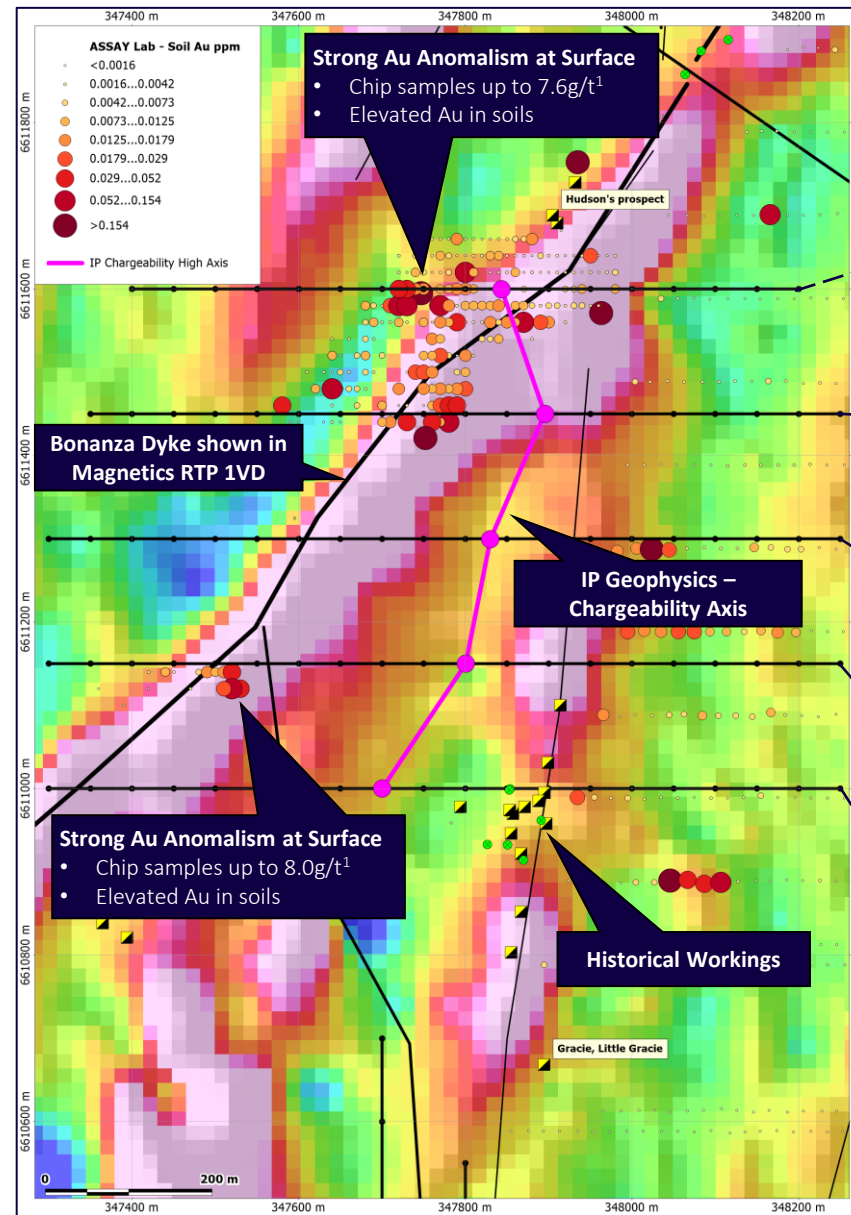 347400 m
347600 m
347800 m
348000 m
348200 m
ASSAY Lab - Soil Au ppm
<0.0016
0.0016...0.0042
0.0042...0.0073
0.0073...0.0125
0.0125...0.0179
0.0179...0.029
0.029...0.052
0.052...0.154
>0.154
IP Chargeability High Axis
Strong Au Anomalism at Surface
• Chip samples up to 7.6g/t¹
• Elevated Au in soils
6611800 m
Hudson's prospect
6611600 m
Bonanza Dyke shown in
Magnetics RTP 1VD
6611400 m
IP Geophysics –
Chargeability Axis
6611200 m
6611000 m
Strong Au Anomalism at Surface
• Chip samples up to 8.0g/t¹
• Elevated Au in soils
Historical Workings
6610800 m
Gracie, Little Gracie
6610600 m
0
200 m
347400 m
347600 m
347800 m
348000 m
348200 m